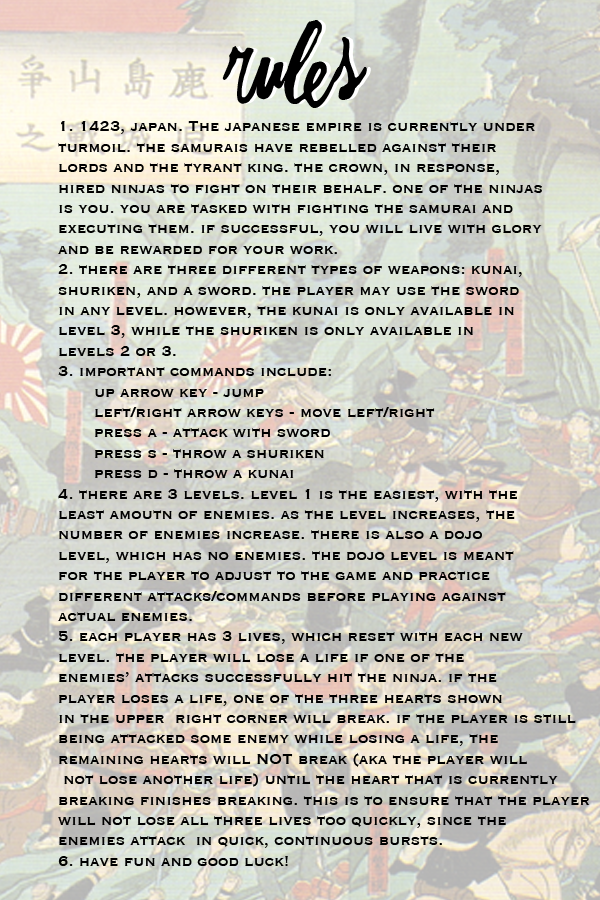 rules
爭山島鹿
之戰城
1. 1423, JAPAN. THE JAPANESE EMPIRE IS CURRENTLY UNDER
TURMOIL. THE SAMURAIS HAVE REBELLED AGAINST THEIR
LORDS AND THE TYRANT KING. THE CROWN, IN RESPONSE,
HIRED NINJAS TO FIGHT ON THEIR BEHALF. ONE OF THE NINJAS
IS YOU. YOU ARE TASKED WITH FIGHTING THE SAMURAI AND
EXECUTING THEM. IF SUCCESSFUL, YOU WILL LIVE WITH GLORY
AND BE REWARDED FOR YOUR WORK.
2. THERE ARE THREE DIFFERENT TYPES OF WEAPONS: KUNAI,
SHURIKEN, AND A SWORD. THE PLAYER MAY USE THE SWORD
IN ANY LEVEL. HOWEVER, THE KUNAI IS ONLY AVAILABLE IN
LEVEL 3, WHILE THE SHURIKEN IS ONLY AVAILABLE IN
LEVELS 2 OR 3.
3. IMPORTANT COMMANDS INCLUDE:
UP ARROW KEY - JUMP
LEFT/RIGHT ARROW KEYS - MOVE LEFT/RIGHT
PRESS A - ATTACK WITH SWORD
PRESS S - THROW A SHURIKEN
PRESS D - THROW A KUNAI
4. THERE ARE 3 LEVELS. LEVEL 1 IS THE EASIEST, WITH THE
LEAST AMOUTN OF ENEMIES. AS THE LEVEL INCREASES, THE
NUMBER OF ENEMIES INCREASE. THERE IS ALSO A DOJO
LEVEL, WHICH HAS NO ENEMIES. THE DOJO LEVEL IS MEANT
FOR THE PLAYER TO ADJUST TO THE GAME AND PRACTICE
DIFFERENT ATTACKS/COMMANDS BEFORE PLAYING AGAINST
ACTUAL ENEMIES.
5. EACH PLAYER HAS 3 LIVES, WHICH RESET WITH EACH NEW
LEVEL. THE PLAYER WILL LOSE A LIFE IF ONE OF THE
ENEMIES' ATTACKS SUCCESSFULLY HIT THE NINJA. IF THE
PLAYER LOSES A LIFE, ONE OF THE THREE HEARTS SHOWN
IN THE UPPER RIGHT CORNER WILL BREAK. IF THE PLAYER IS STILL
BEING ATTACKED SOME ENEMY WHILE LOSING A LIFE, THE
REMAINING HEARTS WILL NOT BREAK (AKA THE PLAYER WILL
NOT LOSE ANOTHER LIFE) UNTIL THE HEART THAT IS CURRENTLY
BREAKING FINISHES BREAKING. THIS IS TO ENSURE THAT THE PLAYER
WILL NOT LOSE ALL THREE LIVES TOO QUICKLY, SINCE THE
ENEMIES ATTACK IN QUICK, CONTINUOUS BURSTS.
6. HAVE FUN AND GOOD LUCK!